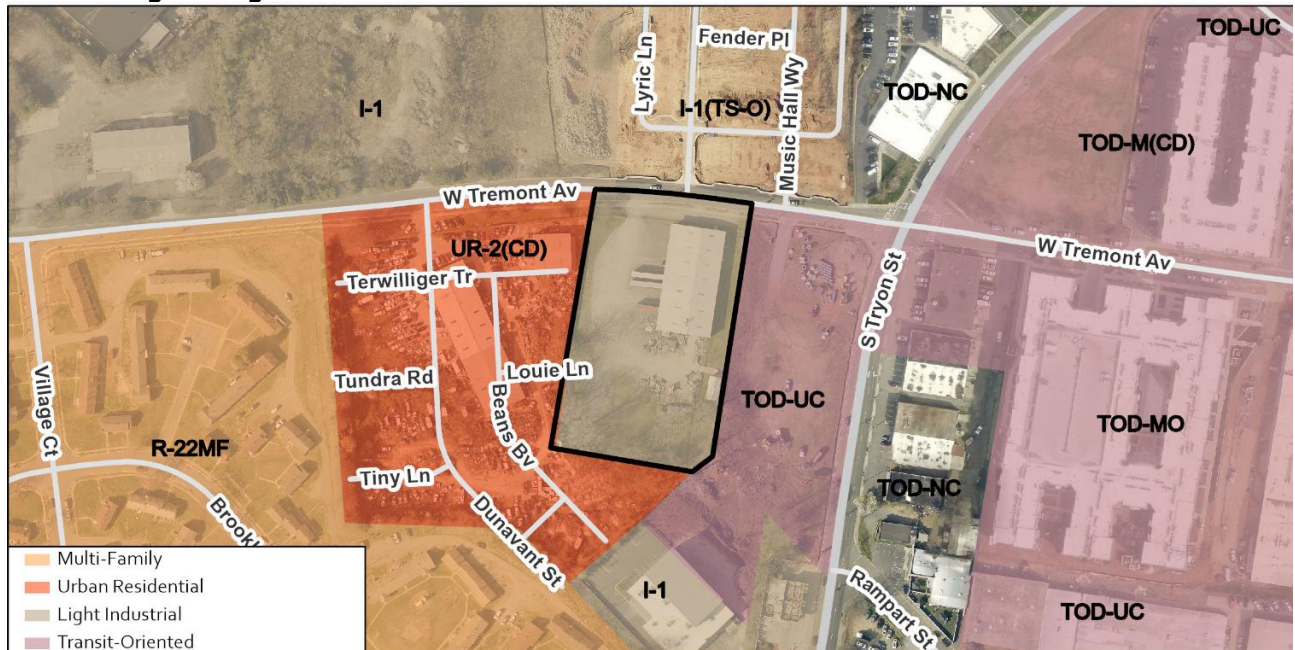 TOD-UC
Fender Pl
Lyric Ln
I-1
I-1(TS-O)
Music Hall Wy
TOD-NC
TOD-M(CD)
W Tremont Av
UR-2(CD)
Terwilliger Tr
S Tryon St
W Tremont Av
Village Ct
Tundra Rd
Louie Ln
Beans Bv
TOD-UC
TOD-MO
R-22MF
Tiny Ln
TOD-NC
Dunavant St
I-1
Rampart St
TOD-UC
Multi-Family
Urban Residential
Light Industrial
Transit-Oriented